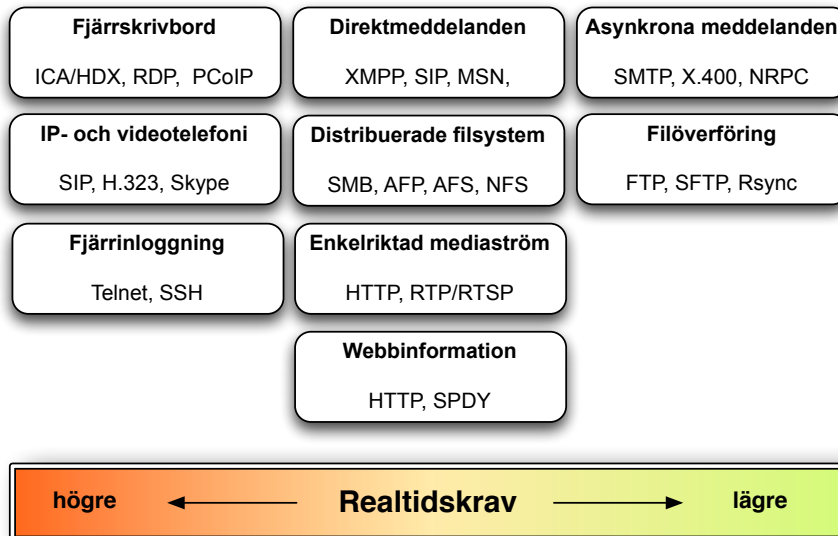 Fjärrskrivbord
ICA/HDX, RDP, PCoIP
Direktmeddelanden
XMPP, SIP, MSN,
Asynkrona meddelanden
SMTP, X.400, NRPC
IP- och videotelefoni
SIP, H.323, Skype
Distribuerade filsystem
SMB, AFP, AFS, NFS
Filöverföring
FTP, SFTP, Rsync
Fjärrinloggning
Telnet, SSH
Enkelriktad mediaström
HTTP, RTP/RTSP
Webbinformation
HTTP, SPDY
högre Realtidskrav lägre